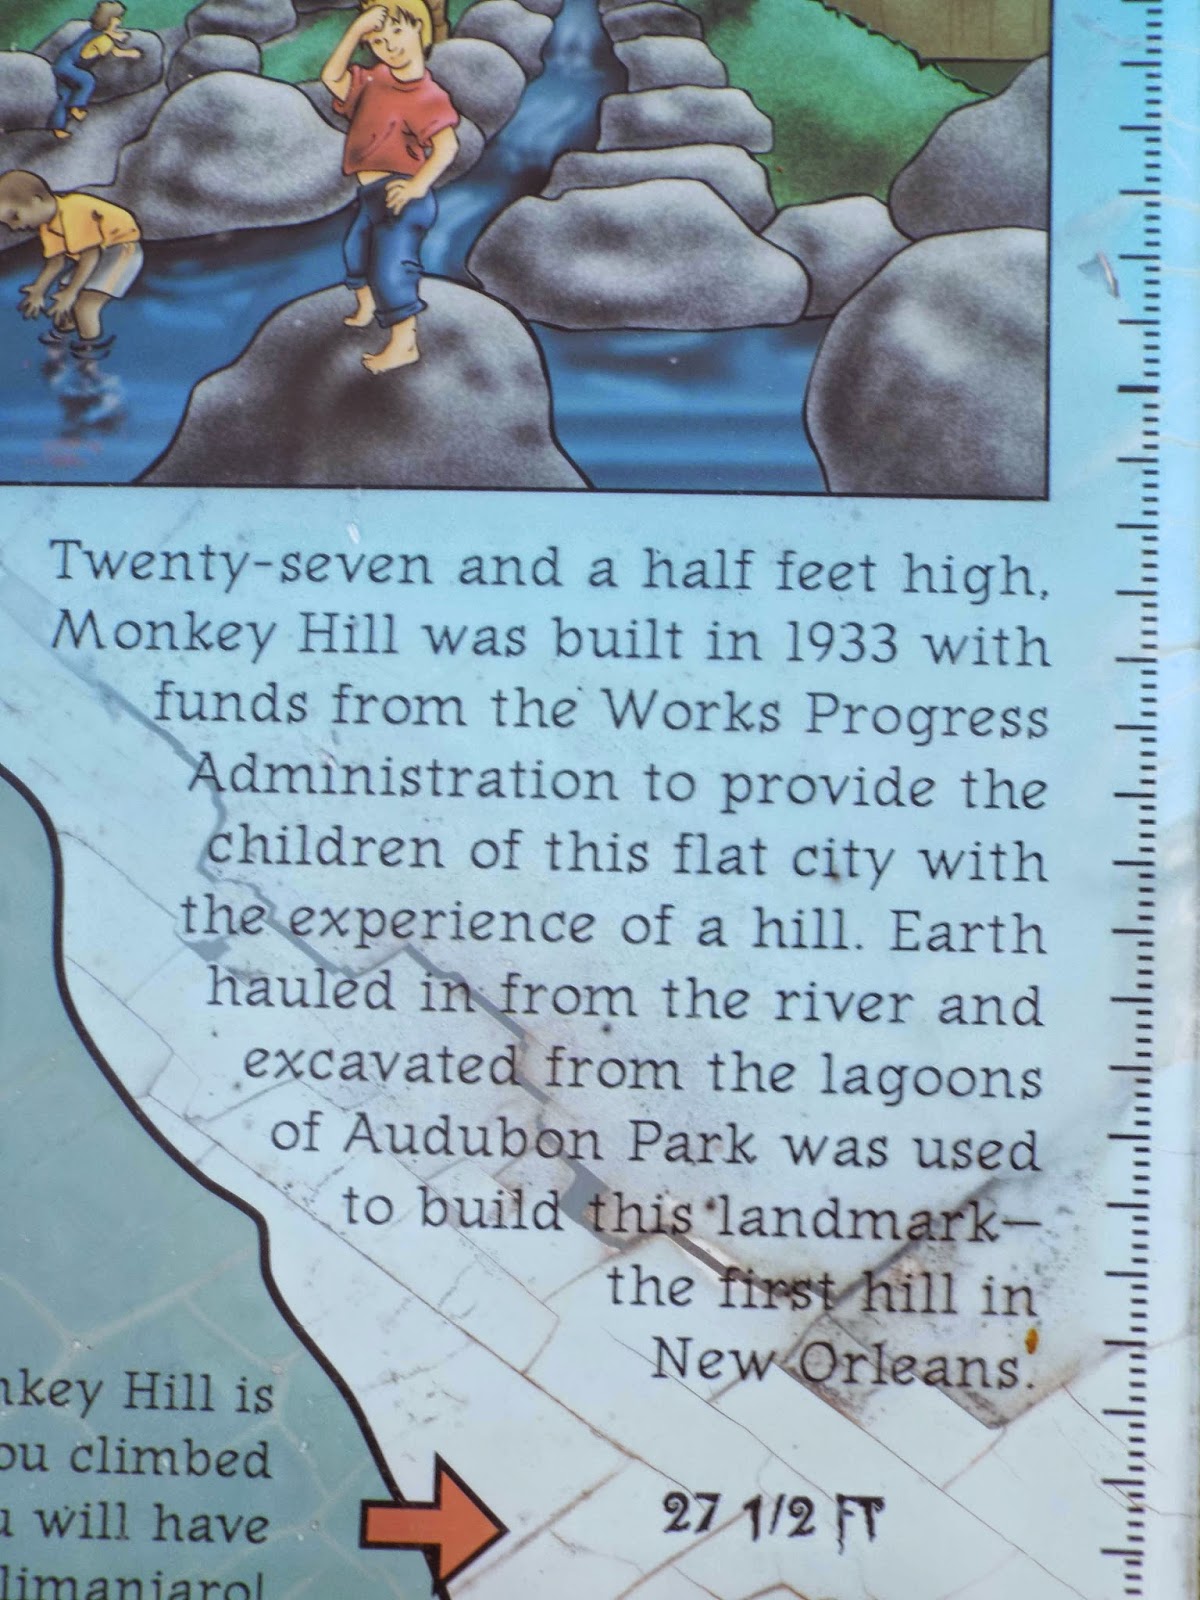 Twenty-seven and a half feet high,
Monkey Hill was built in 1933 with
funds from the Works Progress
Administration to provide the
children of this flat city with
the experience of a hill. Earth
hauled in from the river and
excavated from the lagoons
of Audubon Park was used
to build this landmark—
the first hill in
New Orleans.
nkey Hill is
ou climbed
will have
limanjaro!
27 1/2 FT